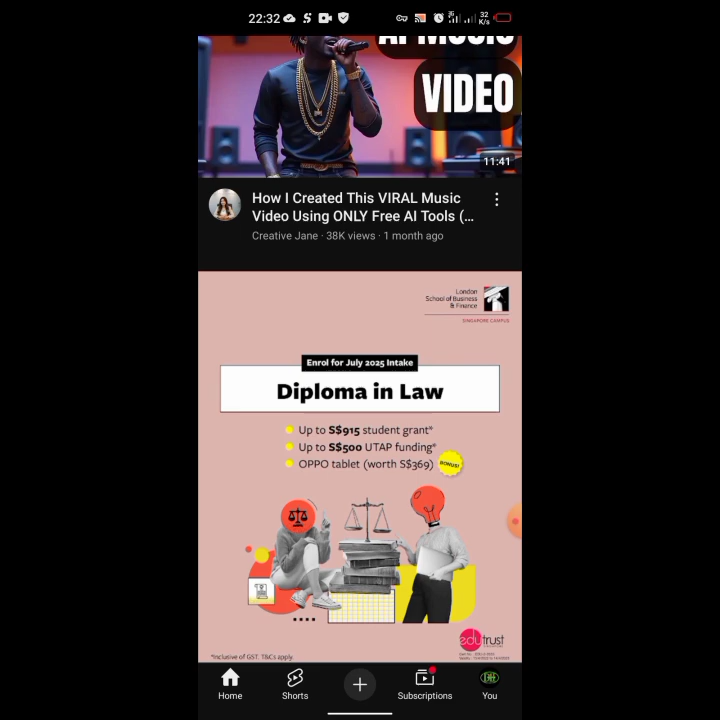 22:32
32
K/s
AI MUSIC
VIDEO
11:41
How I Created This VIRAL Music
Video Using ONLY Free AI Tools (...
Creative Jane · 38K views · 1 month ago
London
School of Business
& Finance
SINGAPORE CAMPUS
Enrol for July 2025 Intake
Diploma in Law
Up to S$915 student grant*
Up to S$500 UTAP funding*
OPPO tablet (worth S$369)
BONUS!
edutrust
*Inclusive of GST. T&Cs apply.
Home
Shorts
Subscriptions
You